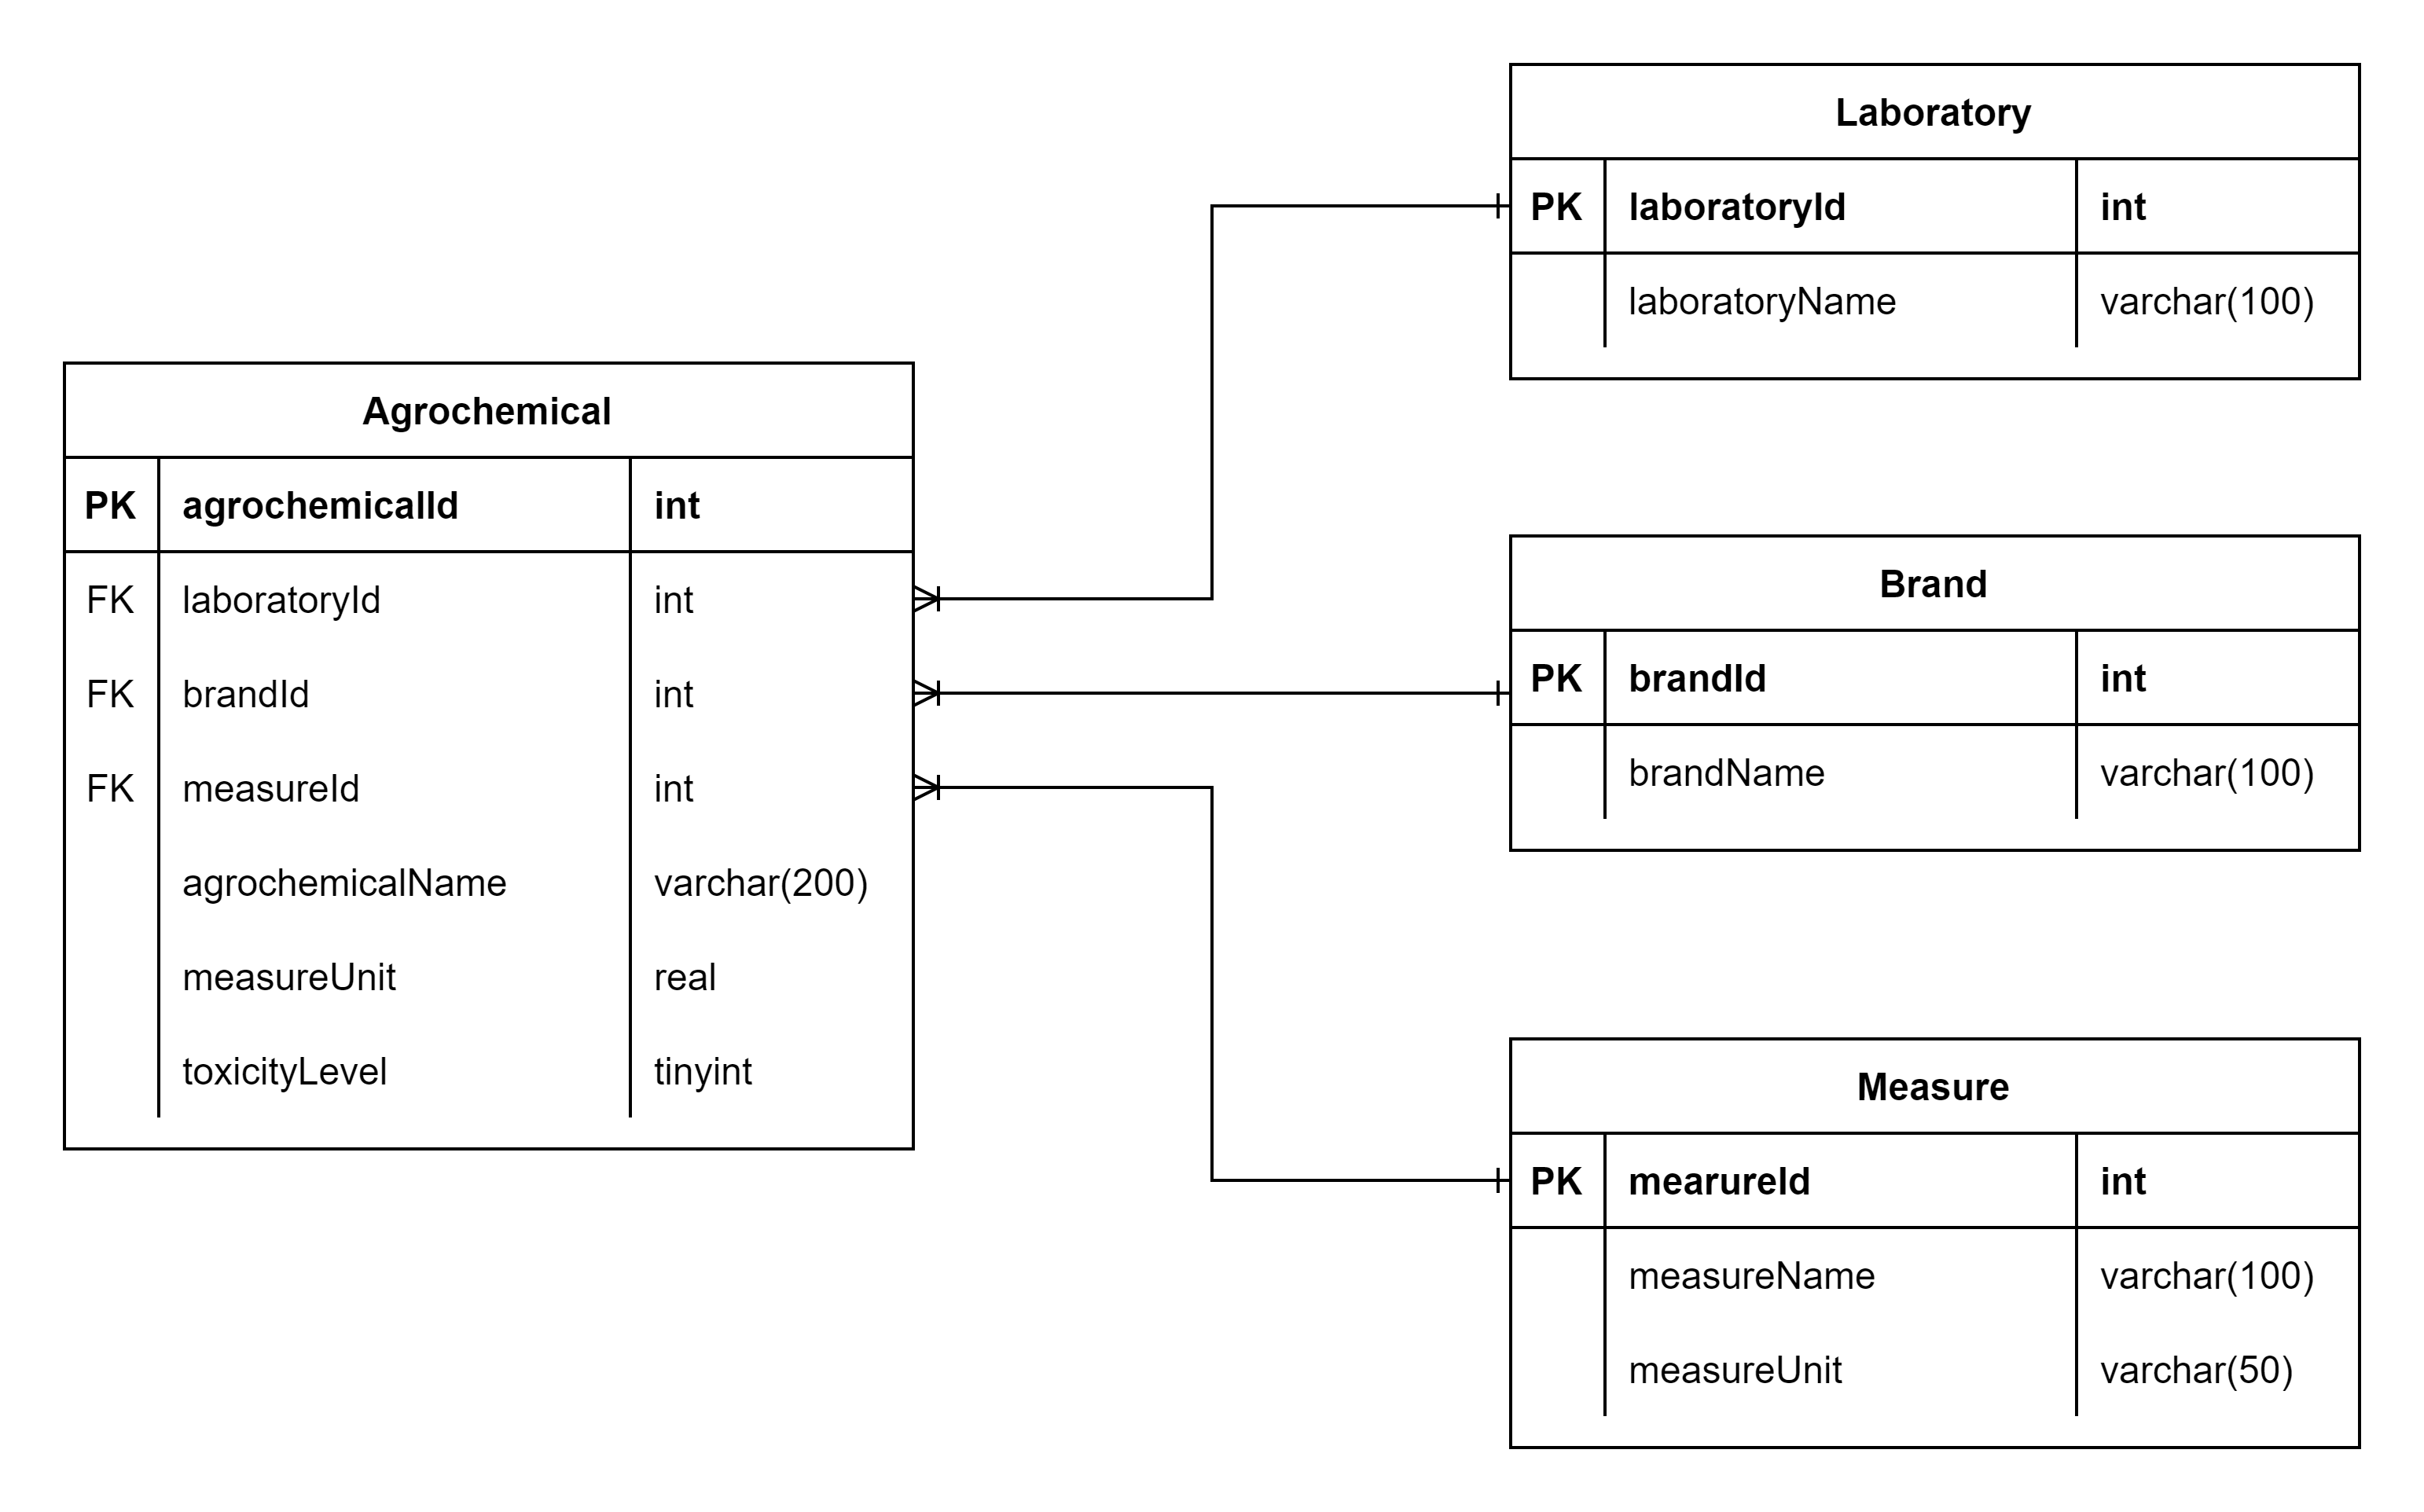 Laboratory
PK laboratoryId int
laboratoryName varchar(100)
Agrochemical
PK agrochemicalId int
FK laboratoryId int
FK brandId int
FK measureId int
agrochemicalName varchar(200)
measureUnit real
toxicityLevel tinyint
Brand
PK brandId int
brandName varchar(100)
Measure
PK mearureId int
measureName varchar(100)
measureUnit varchar(50)